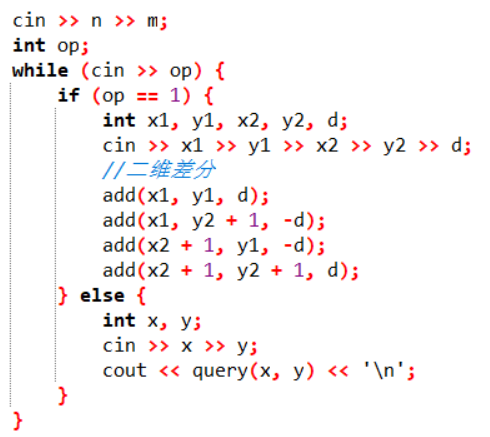 cin >> n >> m;
int op;
while (cin >> op) {
    if (op == 1) {
        int x1, y1, x2, y2, d;
        cin >> x1 >> y1 >> x2 >> y2 >> d;
        //二维差分
        add(x1, y1, d);
        add(x1, y2 + 1, -d);
        add(x2 + 1, y1, -d);
        add(x2 + 1, y2 + 1, d);
    } else {
        int x, y;
        cin >> x >> y;
        cout << query(x, y) << '\n';
    }
}